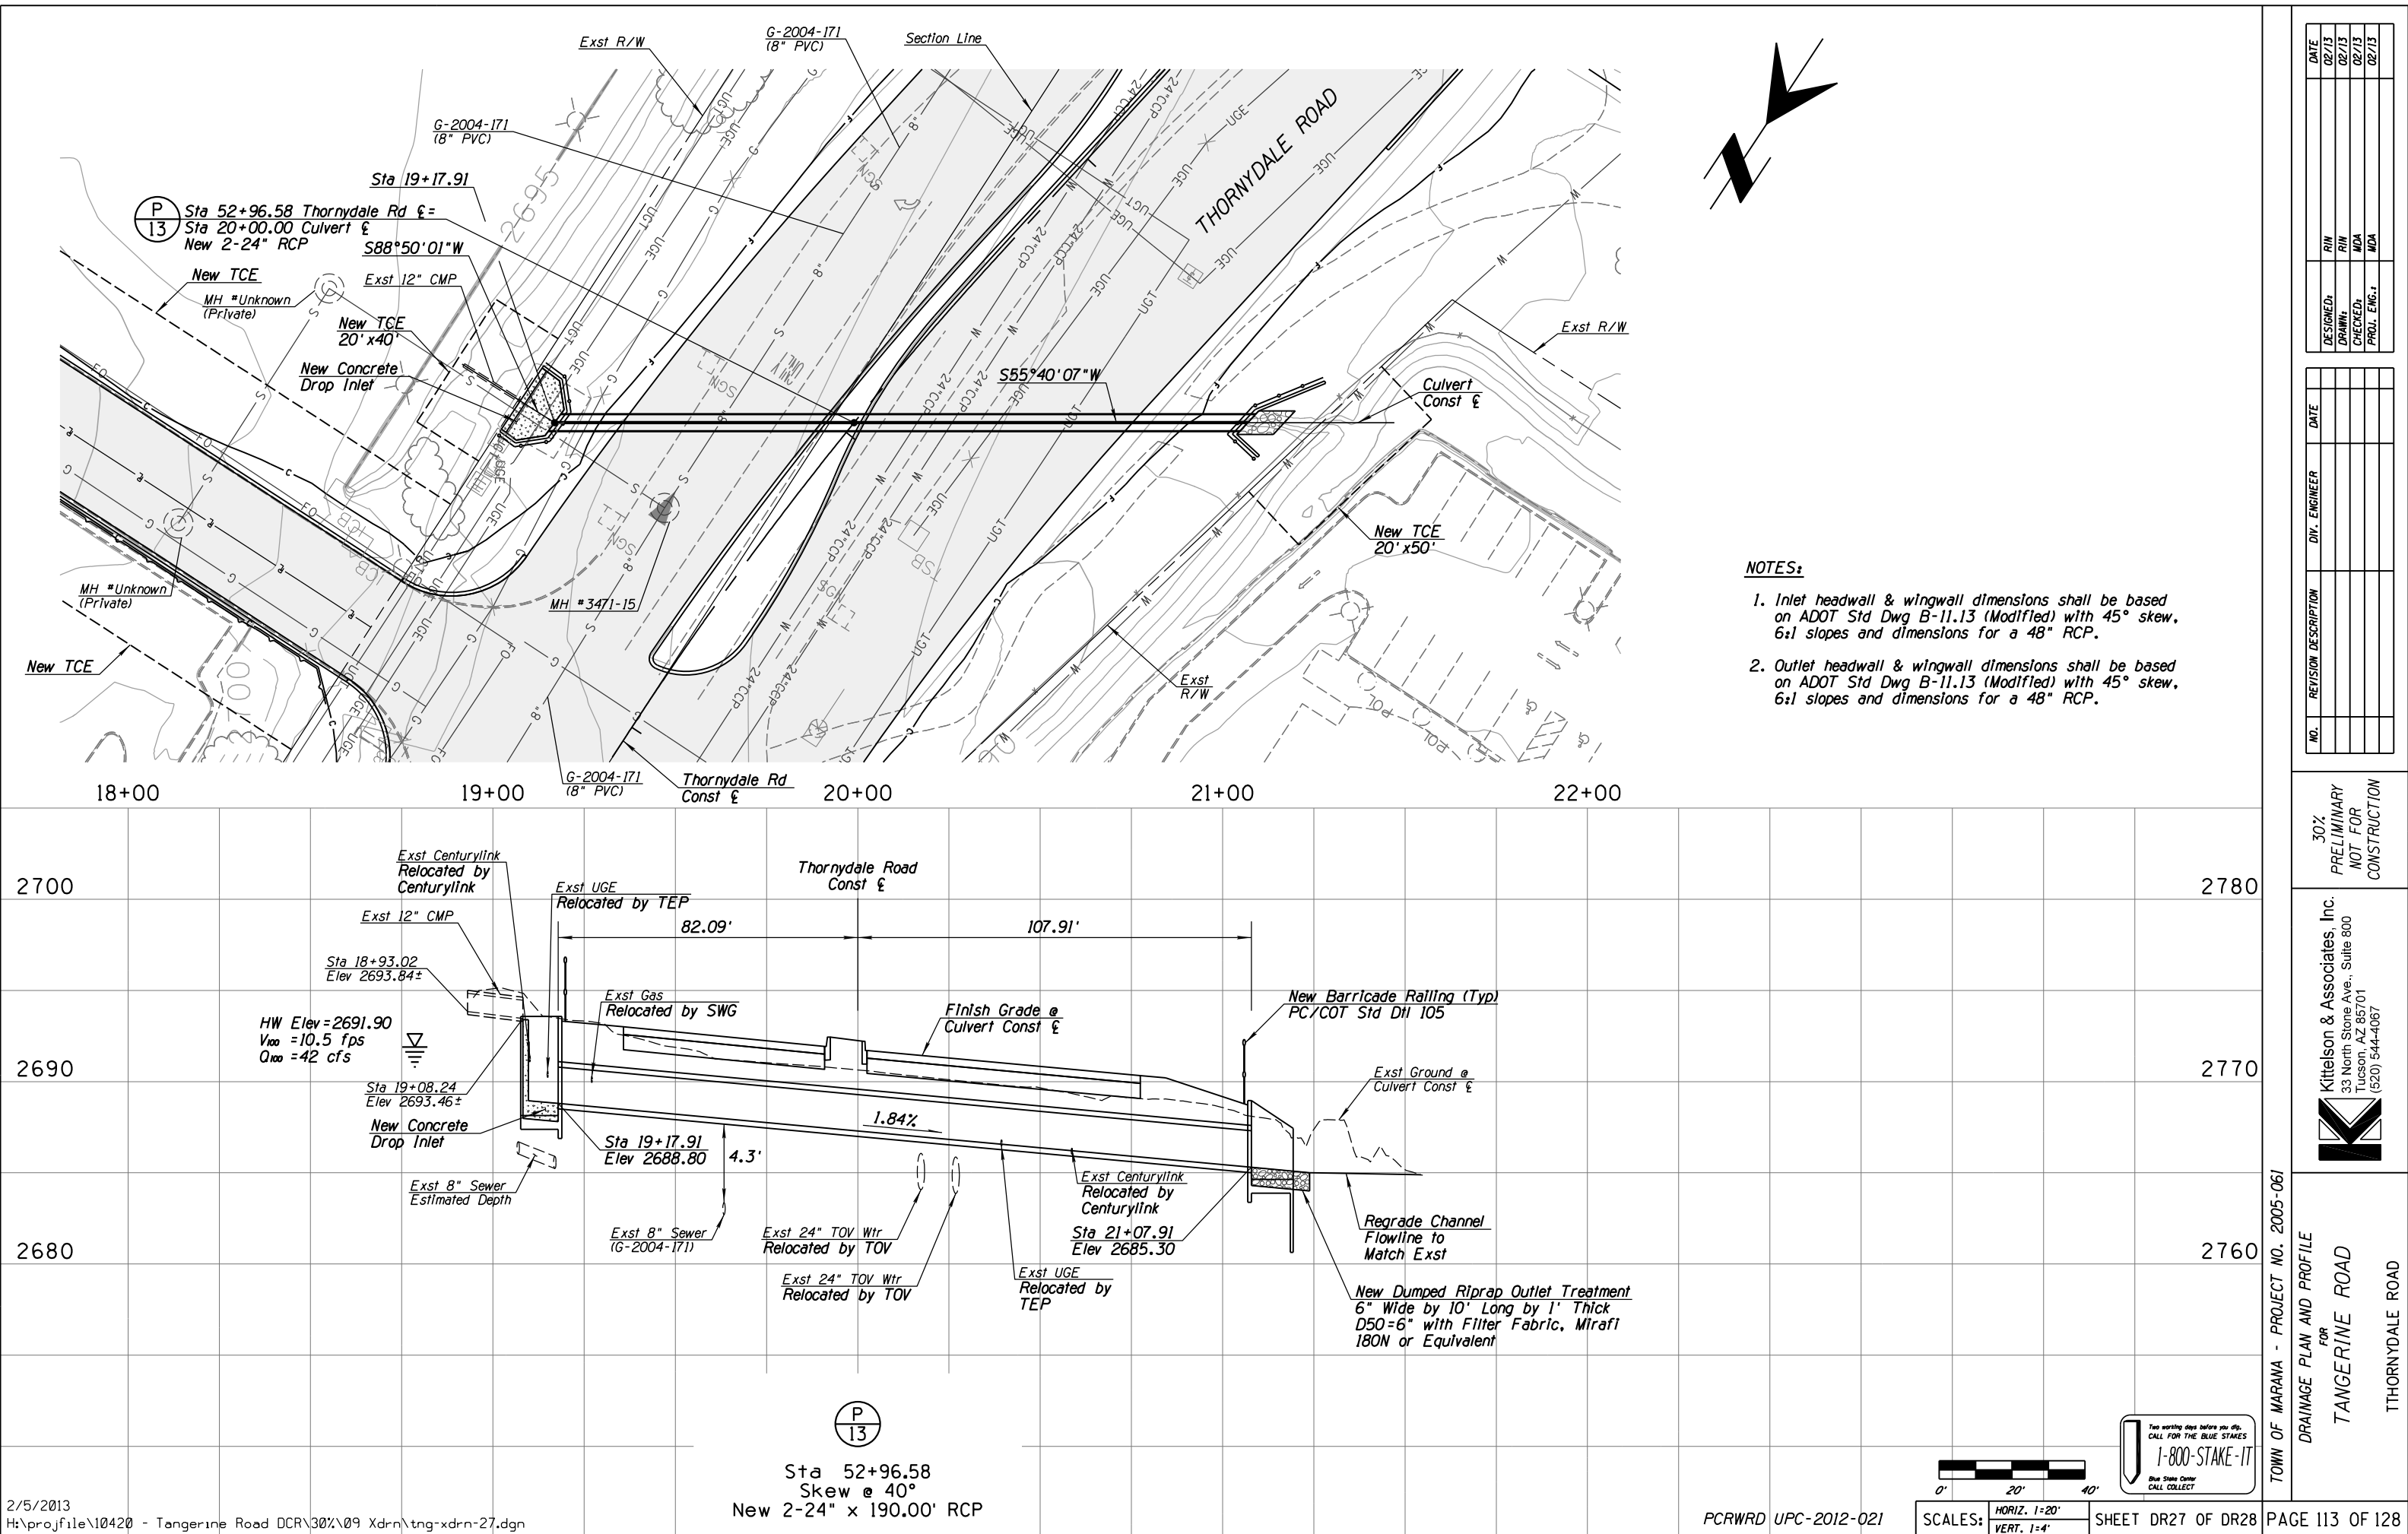 Exst R/W
G-2004-171
(8" PVC)
Section Line
G-2004-171
(8" PVC)
THORNYDALE ROAD
2695
Sta 19+17.91
P
13
Sta 52+96.58 Thornydale Rd ℄ =
Sta 20+00.00 Culvert ℄
New 2-24" RCP
S88°50'01"W
New TCE
Exst 12" CMP
MH #Unknown
(Private)
New TCE
20'x40'
New Concrete
Drop Inlet
S55°40'07"W
Exst R/W
Culvert
Const ℄
New TCE
20'x50'
MH #Unknown
(Private)
MH #3471-15
New TCE
Exst
R/W
G-2004-171
(8" PVC)
Thornydale Rd
Const ℄
NOTES:
1. Inlet headwall & wingwall dimensions shall be based
on ADOT Std Dwg B-11.13 (Modified) with 45° skew,
6:1 slopes and dimensions for a 48" RCP.
2. Outlet headwall & wingwall dimensions shall be based
on ADOT Std Dwg B-11.13 (Modified) with 45° skew,
6:1 slopes and dimensions for a 48" RCP.
18+00 19+00 20+00 21+00 22+00
2700 2780
2690 2770
2680 2760
Exst Centurylink
Relocated by
Centurylink
Exst UGE
Relocated by TEP
Thornydale Road
Const ℄
Exst 12" CMP
82.09' 107.91'
Sta 18+93.02
Elev 2693.84±
Exst Gas
Relocated by SWG
Finish Grade @
Culvert Const ℄
New Barricade Railing (Typ)
PC/COT Std Dtl 105
HW Elev=2691.90
V100 =10.5 fps
Q100 =42 cfs
Sta 19+08.24
Elev 2693.46±
Exst Ground @
Culvert Const ℄
New Concrete
Drop Inlet
Sta 19+17.91
Elev 2688.80
4.3'
1.84%
Exst 8" Sewer
Estimated Depth
Exst Centurylink
Relocated by
Centurylink
Exst 8" Sewer
(G-2004-171)
Exst 24" TOV Wtr
Relocated by TOV
Sta 21+07.91
Elev 2685.30
Regrade Channel
Flowline to
Match Exst
Exst 24" TOV Wtr
Relocated by TOV
Exst UGE
Relocated by
TEP
New Dumped Riprap Outlet Treatment
6" Wide by 10' Long by 1' Thick
D50=6" with Filter Fabric, Mirafi
180N or Equivalent
P
13
Sta 52+96.58
Skew @ 40°
New 2-24" x 190.00' RCP
2/5/2013
H:\projfile\10420 - Tangerine Road DCR\30%\09 Xdrn\tng-xdrn-27.dgn
PCRWRD UPC-2012-021
0' 20' 40'
SCALES:
HORIZ. 1=20'
VERT. 1=4'
SHEET DR27 OF DR28
PAGE 113 OF 128
Two working days before you dig,
CALL FOR THE BLUE STAKES
1-800-STAKE-IT
Blue Stake Center
CALL COLLECT
DATE
DESIGNED: RIN 02/13
DRAWN: RIN 02/13
CHECKED: MDA 02/13
PROJ. ENG.: MDA 02/13
NO. REVISION DESCRIPTION DIV. ENGINEER DATE
30%
PRELIMINARY
NOT FOR
CONSTRUCTION
Kittelson & Associates, Inc.
33 North Stone Ave., Suite 800
Tucson, AZ 85701
(520) 544-4067
TOWN OF MARANA - PROJECT NO. 2005-061
DRAINAGE PLAN AND PROFILE
FOR
TANGERINE ROAD
TTHORNYDALE ROAD